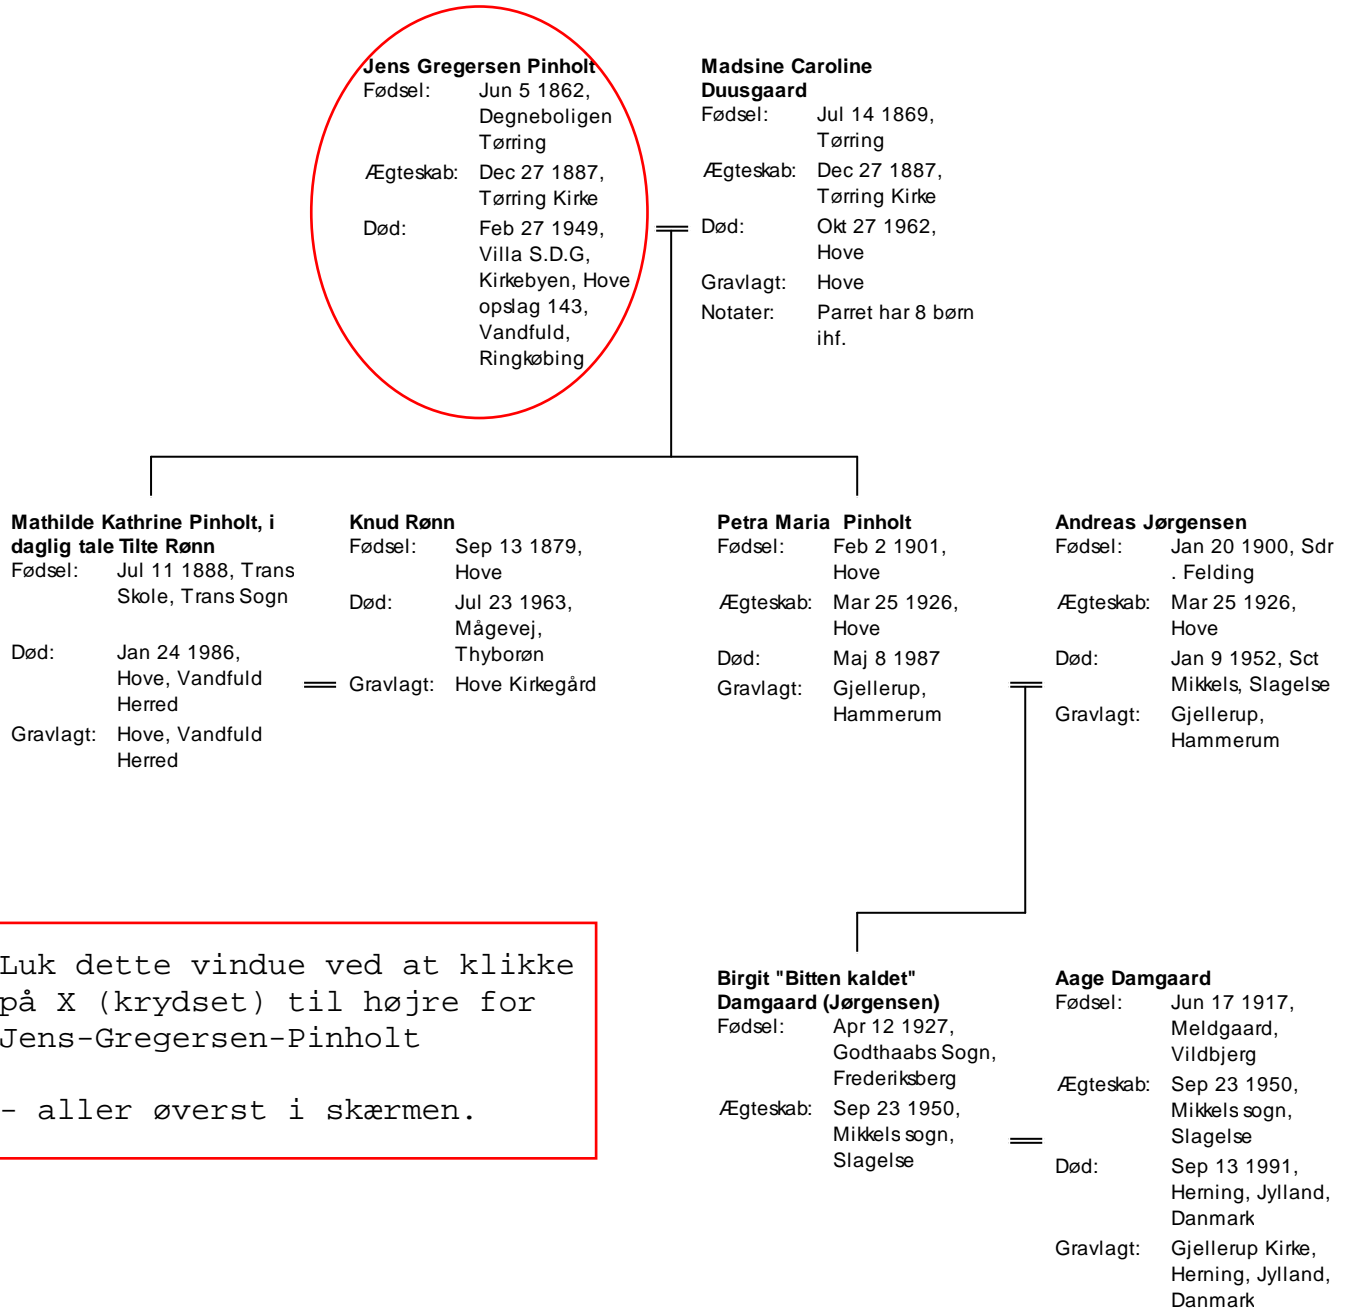 Jens Gregersen Pinholt
Fødsel: Jun 5 1862,
Degneboligen
Tørring
Ægteskab: Dec 27 1887,
Tørring Kirke
Død: Feb 27 1949,
Villa S.D.G,
Kirkebyen, Hove
opslag 143,
Vandfuld,
Ringkøbing
Madsine Caroline
Duusgaard
Fødsel: Jul 14 1869,
Tørring
Ægteskab: Dec 27 1887,
Tørring Kirke
Død: Okt 27 1962,
Hove
Gravlagt: Hove
Notater: Parret har 8 børn
ihf.
Mathilde Kathrine Pinholt, i
daglig tale Tilte Rønn
Fødsel: Jul 11 1888, Trans
Skole, Trans Sogn
Død: Jan 24 1986,
Hove, Vandfuld
Herred
Gravlagt: Hove, Vandfuld
Herred
Knud Rønn
Fødsel: Sep 13 1879,
Hove
Død: Jul 23 1963,
Mågevej,
Thyborøn
Gravlagt: Hove Kirkegård
Petra Maria Pinholt
Fødsel: Feb 2 1901,
Hove
Ægteskab: Mar 25 1926,
Hove
Død: Maj 8 1987
Gravlagt: Gjellerup,
Hammerum
Andreas Jørgensen
Fødsel: Jan 20 1900, Sdr
. Felding
Ægteskab: Mar 25 1926,
Hove
Død: Jan 9 1952, Sct
Mikkels, Slagelse
Gravlagt: Gjellerup,
Hammerum
Luk dette vindue ved at klikke
på X (krydset) til højre for
Jens-Gregersen-Pinholt
- aller øverst i skærmen.
Birgit "Bitten kaldet"
Damgaard (Jørgensen)
Fødsel: Apr 12 1927,
Godthaabs Sogn,
Frederiksberg
Ægteskab: Sep 23 1950,
Mikkels sogn,
Slagelse
Aage Damgaard
Fødsel: Jun 17 1917,
Meldgaard,
Vildbjerg
Ægteskab: Sep 23 1950,
Mikkels sogn,
Slagelse
Død: Sep 13 1991,
Herning, Jylland,
Danmark
Gravlagt: Gjellerup Kirke,
Herning, Jylland,
Danmark